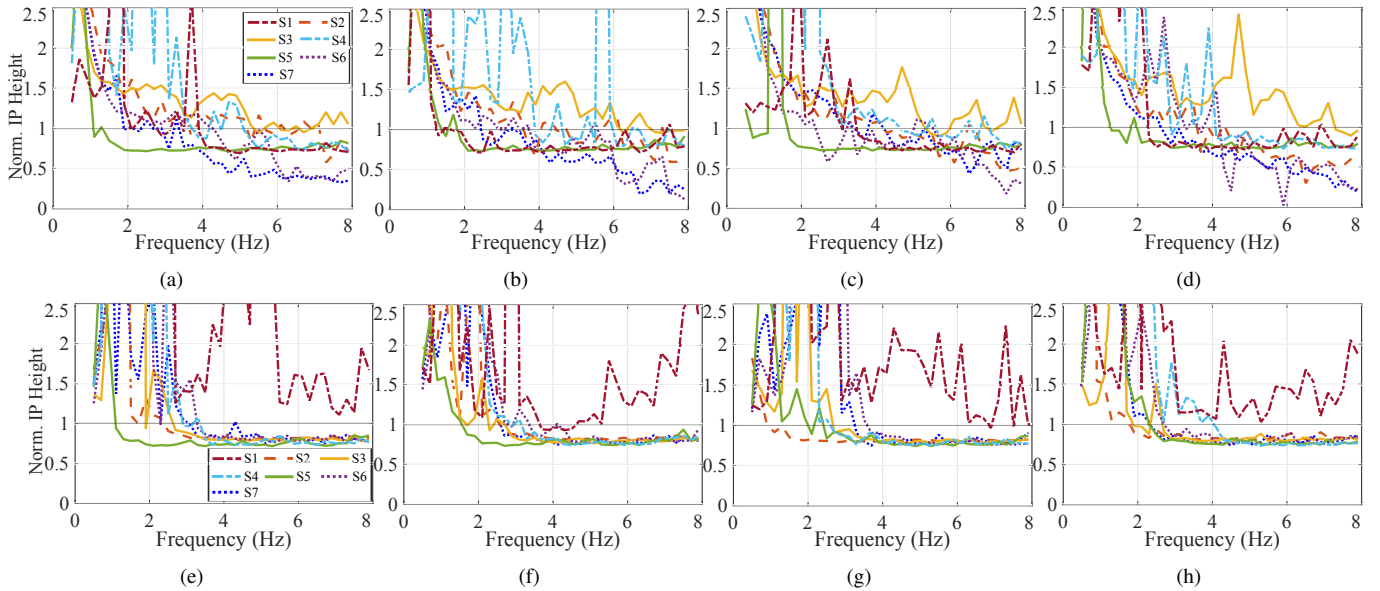 2.5 2.5 2.5 2.5
S1 S2
S3 S4
S5 S6
S7
2 2 2 2
1.5 1.5 1.5 1.5
1 1 1 1
0.5 0.5 0.5 0.5
0 0 0 0
Norm. IP Height
0 2 4 6 8 0 2 4 6 8 0 2 4 6 8 0 2 4 6 8
Frequency (Hz) Frequency (Hz) Frequency (Hz) Frequency (Hz)
(a) (b) (c) (d)
2.5 2.5 2.5 2.5
2 2 2 2
1.5 1.5 1.5 1.5
1 1 1 1
0.5 0.5 0.5 0.5
S1 S2 S3
S4 S5 S6
S7
0 0 0 0
Norm. IP Height
0 2 4 6 8 0 2 4 6 8 0 2 4 6 8 0 2 4 6 8
Frequency (Hz) Frequency (Hz) Frequency (Hz) Frequency (Hz)
(e) (f) (g) (h)